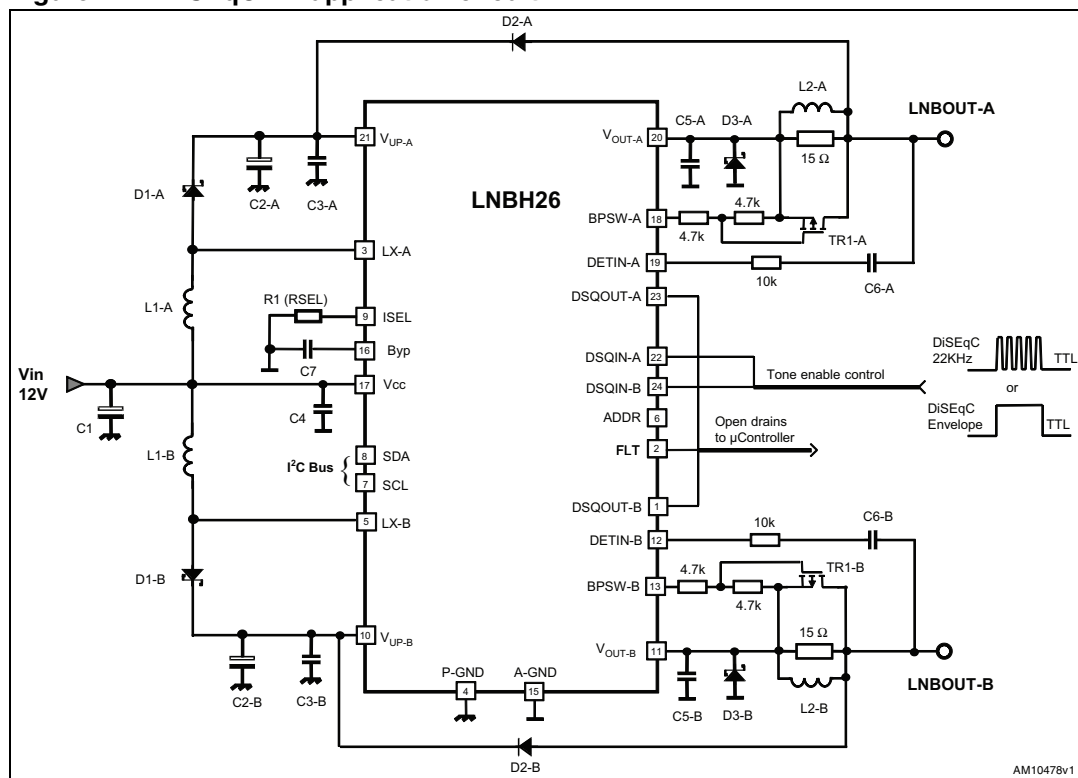 D2-A
L2-A
LNBOUT-A
C5-A
D3-A
21
V_UP-A
V_OUT-A
20
15 Ω
D1-A
C2-A
C3-A
LNBH26
4.7k
BPSW-A
18
4.7k
TR1-A
3
LX-A
DETIN-A
19
10k
C6-A
DSQOUT-A
23
L1-A
R1 (RSEL)
9
ISEL
DSQIN-A
22
DiSEqC
22KHz
TTL
16
Byp
C7
Vin
12V
17
Vcc
DSQIN-B
24
Tone enable control
or
C1
C4
ADDR
6
DiSEqC
Envelope
TTL
Open drains
to µController
L1-B
8
SDA
FLT
2
I²C Bus
7
SCL
DSQOUT-B
1
5
LX-B
DETIN-B
12
10k
C6-B
D1-B
4.7k
TR1-B
BPSW-B
13
4.7k
10
V_UP-B
15 Ω
V_OUT-B
11
P-GND
A-GND
4
15
LNBOUT-B
C2-B
C3-B
C5-B
D3-B
L2-B
D2-B
AM10478v1